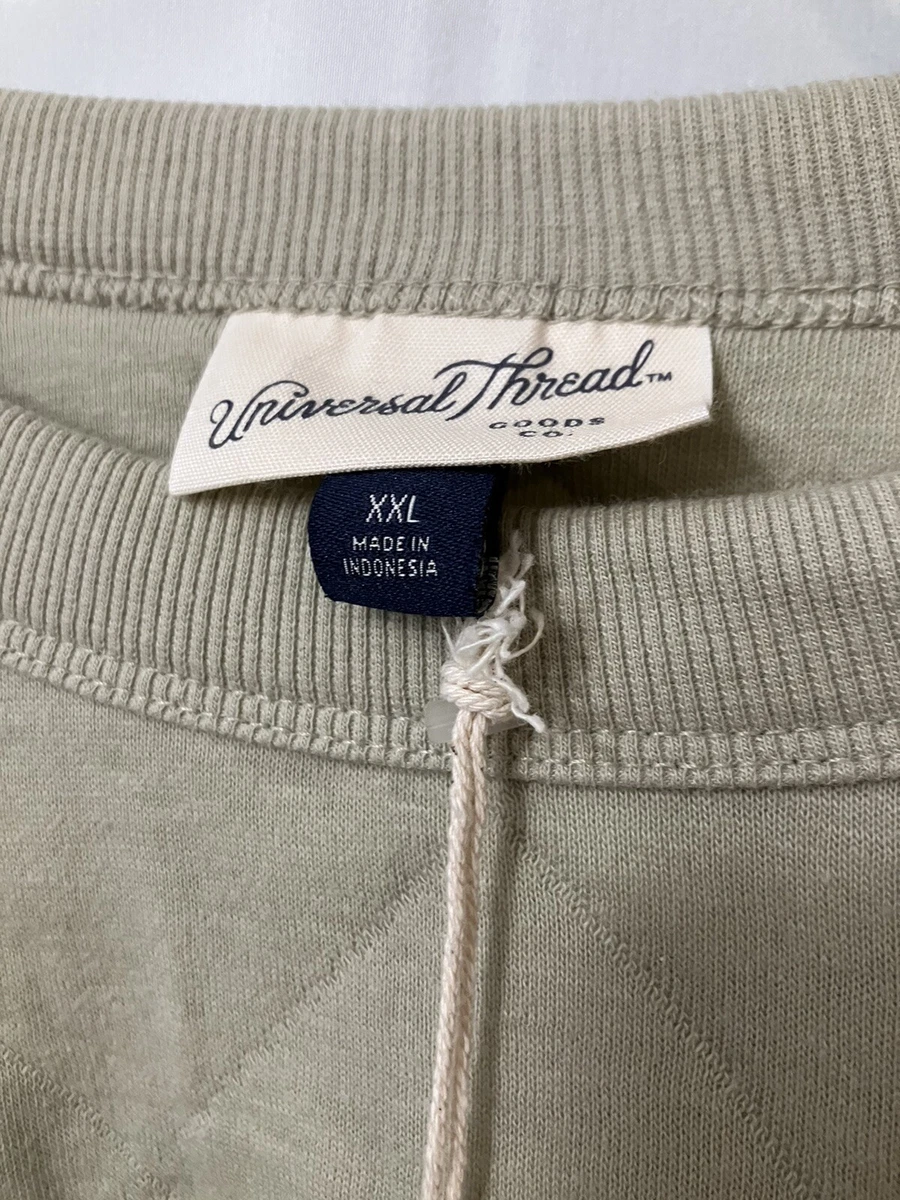 Universal Thread™
GOODS
CO.
XXL
MADE IN
INDONESIA